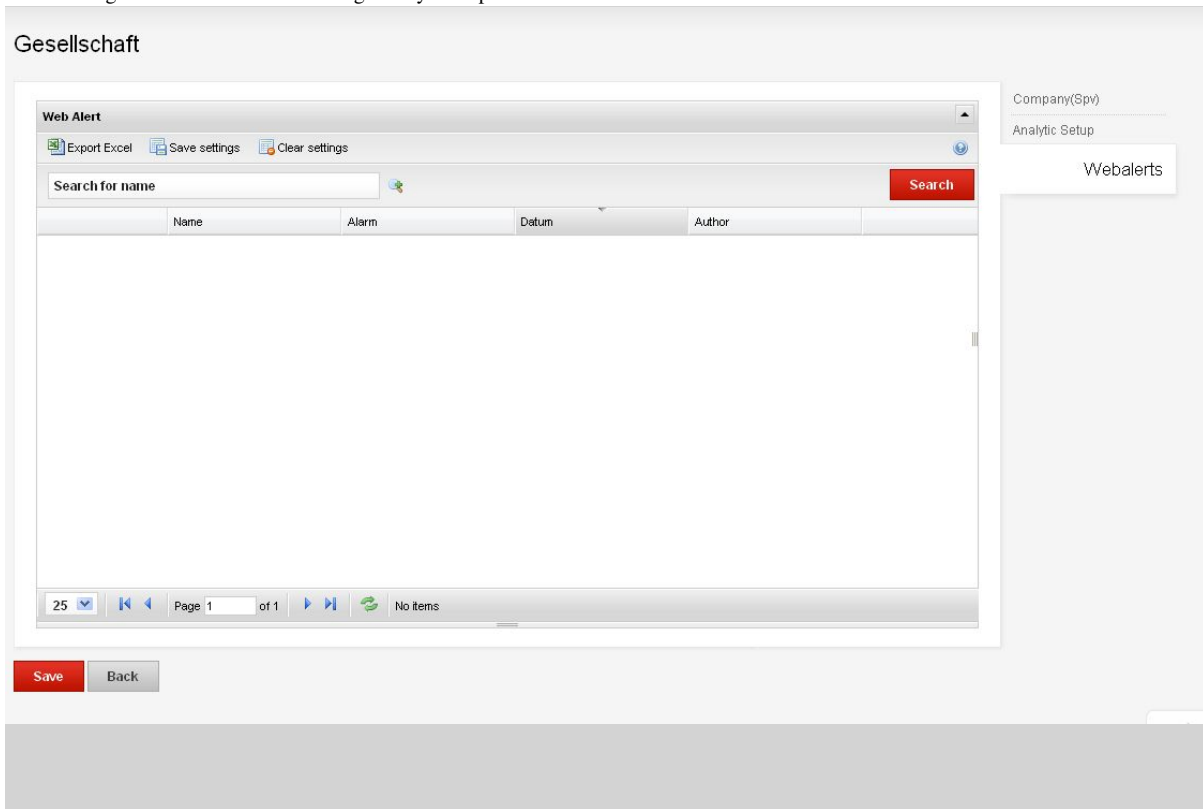 Gesellschaft
Company(Spv)
Analytic Setup
Webalerts
Web Alert
Export Excel Save settings Clear settings
Search for name Search
Name Alarm Datum Author
25 Page 1 of 1 No items
Save Back